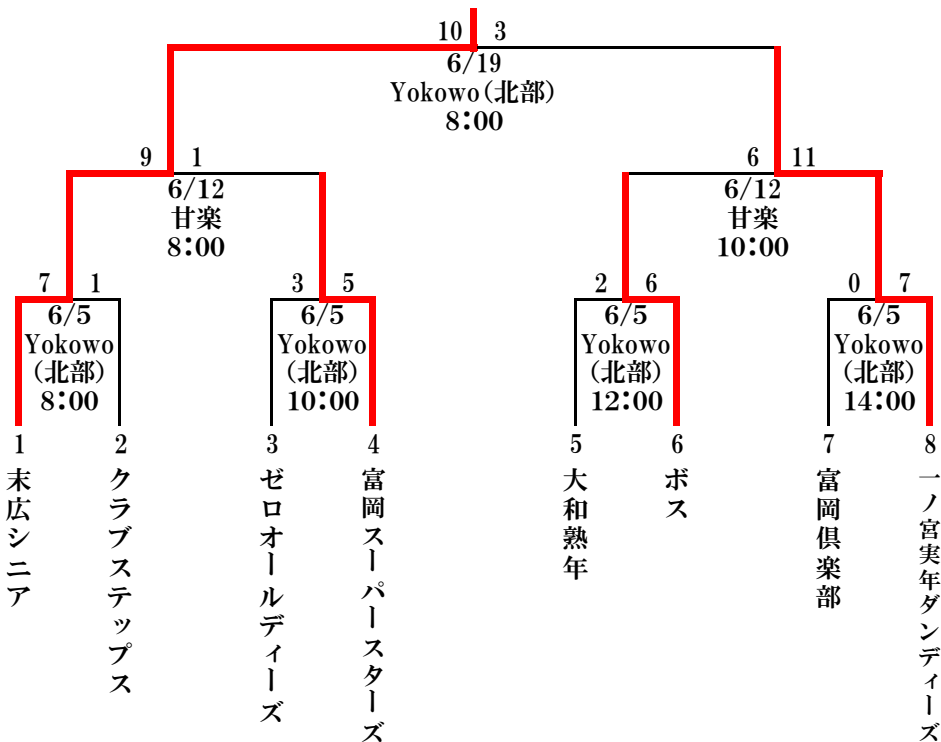 10 3
6/19
Yokowo(北部)
8:00
9 1
6/12
甘楽
8:00
6 11
6/12
甘楽
10:00
7 1
6/5
Yokowo
(北部)
8:00
3 5
6/5
Yokowo
(北部)
10:00
2 6
6/5
Yokowo
(北部)
12:00
0 7
6/5
Yokowo
(北部)
14:00
1
末広シニア
2
クラブステップス
3
ゼロオールディーズ
4
富岡スーパースターズ
5
大和熟年
6
ボス
7
富岡倶楽部
8
一ノ宮実年ダンディーズ